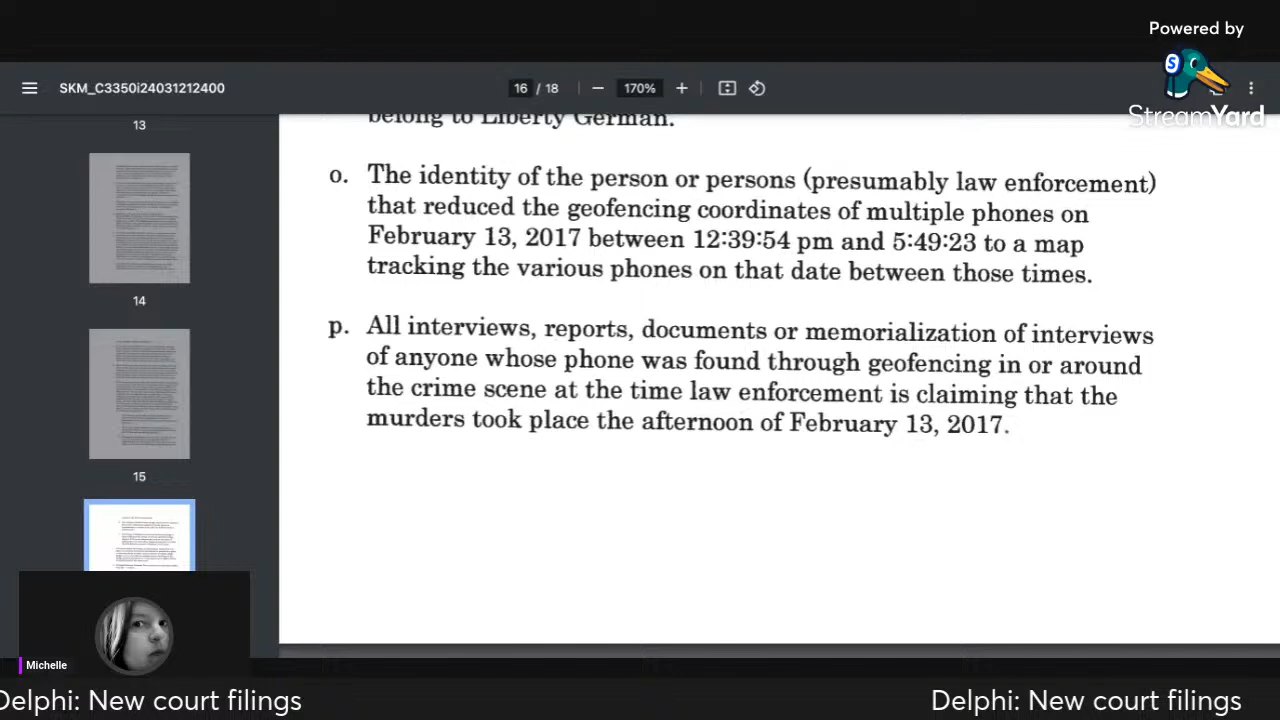 Powered by
StreamYard
SKM_C3350i24031212400
16 / 18
170%
13
14
15
belong to Liberty German.
o. The identity of the person or persons (presumably law enforcement)
that reduced the geofencing coordinates of multiple phones on
February 13, 2017 between 12:39:54 pm and 5:49:23 to a map
tracking the various phones on that date between those times.
p. All interviews, reports, documents or memorialization of interviews
of anyone whose phone was found through geofencing in or around
the crime scene at the time law enforcement is claiming that the
murders took place the afternoon of February 13, 2017.
Michelle
Delphi: New court filings
Delphi: New court filings